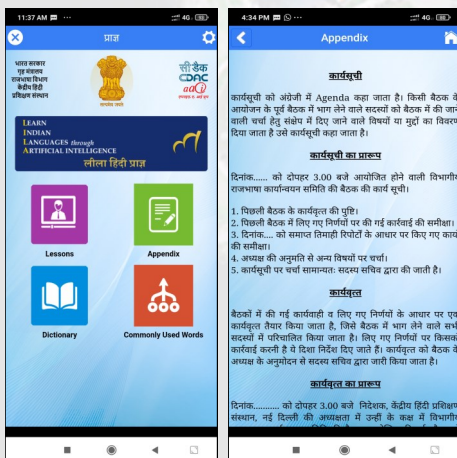 11:37 AM
4G
प्राज्ञ
भारत सरकार
गृह मंत्रालय
राजभाषा विभाग
केंद्रीय हिंदी
प्रशिक्षण संस्थान
सत्यमेव जयते
सी डैक
CDAC
LEARN
INDIAN
LANGUAGES through
ARTIFICIAL INTELLIGENCE
लीला हिंदी प्राज्ञ
Lessons
Appendix
Dictionary
Commonly Used Words
4:34 PM
4G
Appendix
कार्यसूची
कार्यसूची को अंग्रेजी में Agenda कहा जाता है। किसी बैठक के
आयोजन के पूर्व बैठक में भाग लेने वाले सदस्यों को बैठक में की जाने
वाली चर्चा हेतु संक्षेप में दिए जाने वाले विषयों या मुद्दों का विवरण
दिया जाता है उसे कार्यसूची कहा जाता है।
कार्यसूची का प्रारूप
दिनांक...... को दोपहर 3.00 बजे आयोजित होने वाली विभागीय
राजभाषा कार्यान्वयन समिति की बैठक की कार्य सूची।
1. पिछली बैठक के कार्यवृत्त की पुष्टि।
2. पिछली बैठक में लिए गए निर्णयों पर की गई कार्रवाई की समीक्षा।
3. दिनांक.... को समाप्त तिमाही रिपोर्टों के आधार पर किए गए कार्य
की समीक्षा।
4. अध्यक्ष की अनुमति से अन्य विषयों पर चर्चा।
5. कार्यसूची पर चर्चा सामान्यतः सदस्य सचिव द्वारा की जाती है।
कार्यवृत्त
बैठकों में की गई कार्यवाही व लिए गए निर्णयों के आधार पर एक
कार्यवृत्त तैयार किया जाता है, जिसे बैठक में भाग लेने वाले सभी
सदस्यों में परिचालित किया जाता है। लिए गए निर्णयों पर किसको
कार्रवाई करनी है ये दिशा निर्देश दिए जाते हैं। कार्यवृत्त को बैठक के
अध्यक्ष के अनुमोदन से सदस्य सचिव द्वारा जारी किया जाता है।
कार्यवृत्त का प्रारूप
दिनांक........... को दोपहर 3.00 बजे निदेशक, केंद्रीय हिंदी प्रशिक्षण
संस्थान, नई दिल्ली की अध्यक्षता में उन्हीं के कक्ष में विभागीय